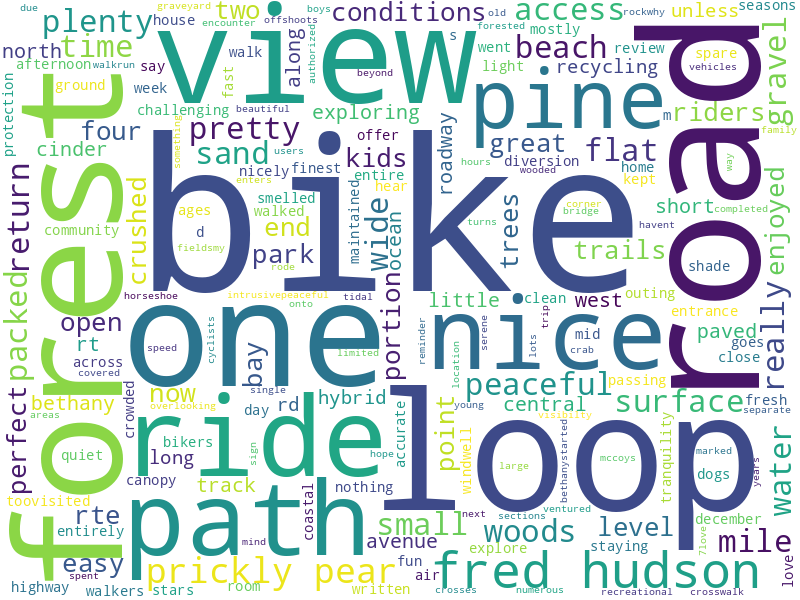 due
graveyard
offshoots
boys
old
rockwhy
unless
seasons
plenty
two
conditions
access
house
encounter
forested
north
time
view
along
s
mostly
beach
road
spare
gravel
afternoon
walkrun
say
walk
authorized
went
review
beyond
light
recycling
vehicles
week
fast
ground
protection
challenging
beautiful
exploring
pine
m
riders
forest
four
something
pretty
offer
roadway
great
diversion
flat
family
cinder
sand
users
nicely
finest
kids
hours
wooded
home
way
entire
hear
enters
bike
kept
crushed
ages
smelled
walked
maintained
wide
ocean
trees
corner
bridge
short
completed
enjoyed
return
community
d
end
turns
havent
fieldsmy
park
trails
rode
shade
packed
horseshoe
intrusivepeaceful
tidal
portion
little
clean
west
outing
entrance
really
open
rt
one
onto
reminder
nice
serene
trip
lots
mid
crab
passing
paved
goes
close
across
covered
speed
cyclists
bay
limited
location
perfect
bethany
now
hybrid
peaceful
areas
crowded
overlooking
single
day
rd
young
central
surface
fresh
separate
visibilty
quiet
ride
bikers
sign
hope
accurate
point
windwell
loop
bethanystarted
large
mccoys
tranquility
marked
dogs
years
water
long
canopy
track
nothing
toovisited
rte
path
coastal
small
next
sections
ventured
december
entirely
mind
avenue
woods
level
7love
mile
easy
fun
explore
staying
prickly pear
air
fred hudson
love
highway
spent
walkers
stars
room
written
crosses
numerous
recreational
crosswalk